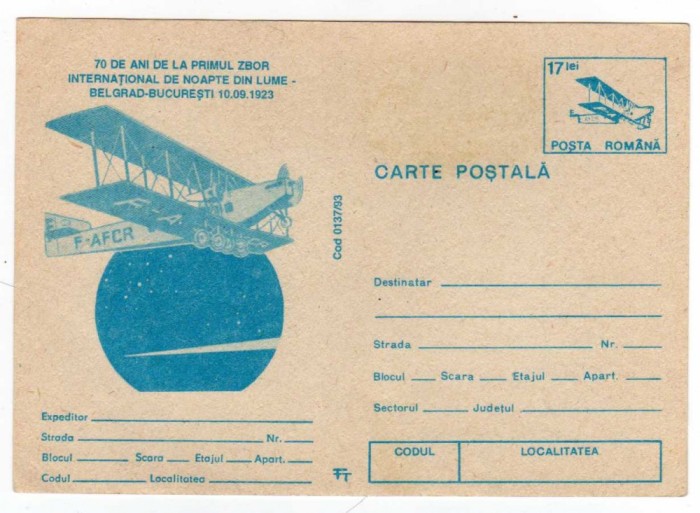 70 DE ANI DE LA PRIMUL ZBOR
INTERNAȚIONAL DE NOAPTE DIN LUME -
BELGRAD-BUCUREȘTI 10.09.1923
F-AFCR
F A
Expeditor
Strada Nr.
Blocul Scara Etajul Apart.
Codul Localitatea
Cod 0137/93
17 lei
POȘTA ROMÂNĂ
CARTE POȘTALĂ
Destinatar
Strada Nr.
Blocul Scara Etajul Apart.
Sectorul Județul
CODUL LOCALITATEA